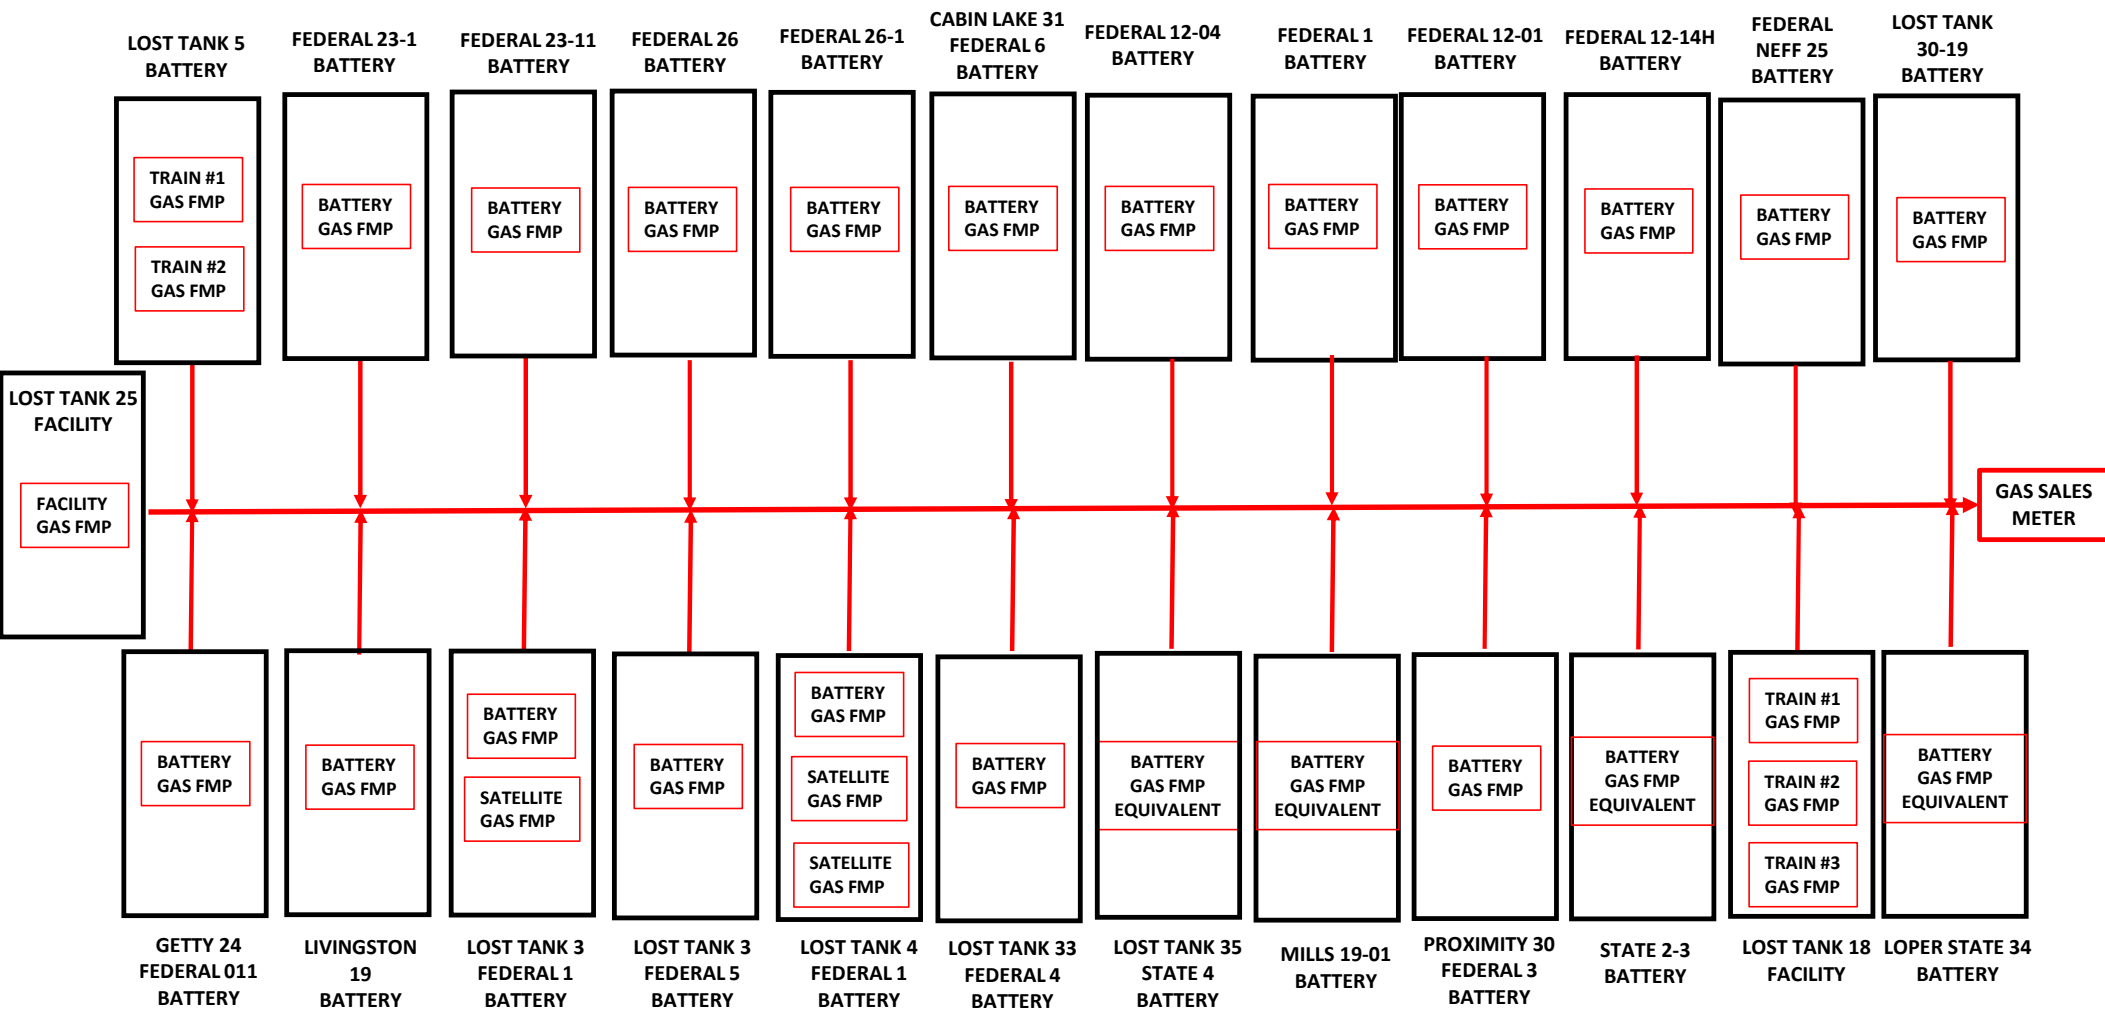 LOST TANK 5
BATTERY
FEDERAL 23-1
BATTERY
FEDERAL 23-11
BATTERY
FEDERAL 26
BATTERY
FEDERAL 26-1
BATTERY
CABIN LAKE 31
FEDERAL 6
BATTERY
FEDERAL 12-04
BATTERY
FEDERAL 1
BATTERY
FEDERAL 12-01
BATTERY
FEDERAL 12-14H
BATTERY
FEDERAL
NEFF 25
BATTERY
LOST TANK
30-19
BATTERY
TRAIN #1
GAS FMP
TRAIN #2
GAS FMP
BATTERY
GAS FMP
BATTERY
GAS FMP
BATTERY
GAS FMP
BATTERY
GAS FMP
BATTERY
GAS FMP
BATTERY
GAS FMP
BATTERY
GAS FMP
BATTERY
GAS FMP
BATTERY
GAS FMP
BATTERY
GAS FMP
BATTERY
GAS FMP
LOST TANK 25
FACILITY
FACILITY
GAS FMP
GAS SALES
METER
BATTERY
GAS FMP
BATTERY
GAS FMP
BATTERY
GAS FMP
SATELLITE
GAS FMP
BATTERY
GAS FMP
BATTERY
GAS FMP
SATELLITE
GAS FMP
SATELLITE
GAS FMP
BATTERY
GAS FMP
BATTERY
GAS FMP
EQUIVALENT
BATTERY
GAS FMP
EQUIVALENT
BATTERY
GAS FMP
BATTERY
GAS FMP
EQUIVALENT
TRAIN #1
GAS FMP
TRAIN #2
GAS FMP
TRAIN #3
GAS FMP
BATTERY
GAS FMP
EQUIVALENT
GETTY 24
FEDERAL 011
BATTERY
LIVINGSTON
19
BATTERY
LOST TANK 3
FEDERAL 1
BATTERY
LOST TANK 3
FEDERAL 5
BATTERY
LOST TANK 4
FEDERAL 1
BATTERY
LOST TANK 33
FEDERAL 4
BATTERY
LOST TANK 35
STATE 4
BATTERY
MILLS 19-01
BATTERY
PROXIMITY 30
FEDERAL 3
BATTERY
STATE 2-3
BATTERY
LOST TANK 18
FACILITY
LOPER STATE 34
BATTERY